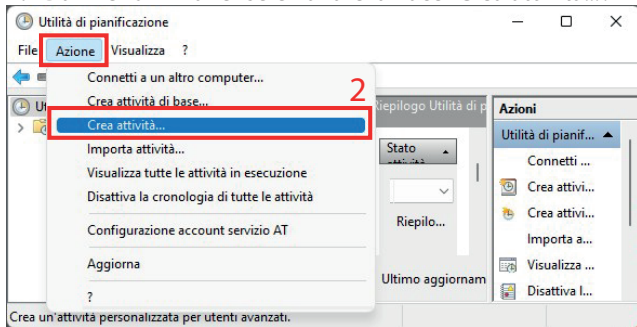 Utilità di pianificazione
File Azione Visualizza ?
Connetti a un altro computer...
Crea attività di base...
2
Crea attività...
Importa attività...
Visualizza tutte le attività in esecuzione
Disattiva la cronologia di tutte le attività
Configurazione account servizio AT
Aggiorna
?
Riepilogo Utilità di p
Stato
Riepilo...
Ultimo aggiornam
Azioni
Utilità di pianif...
Connetti ...
Crea attivi...
Crea attivi...
Importa a...
Visualizza ...
Disattiva l...
Crea un'attività personalizzata per utenti avanzati.